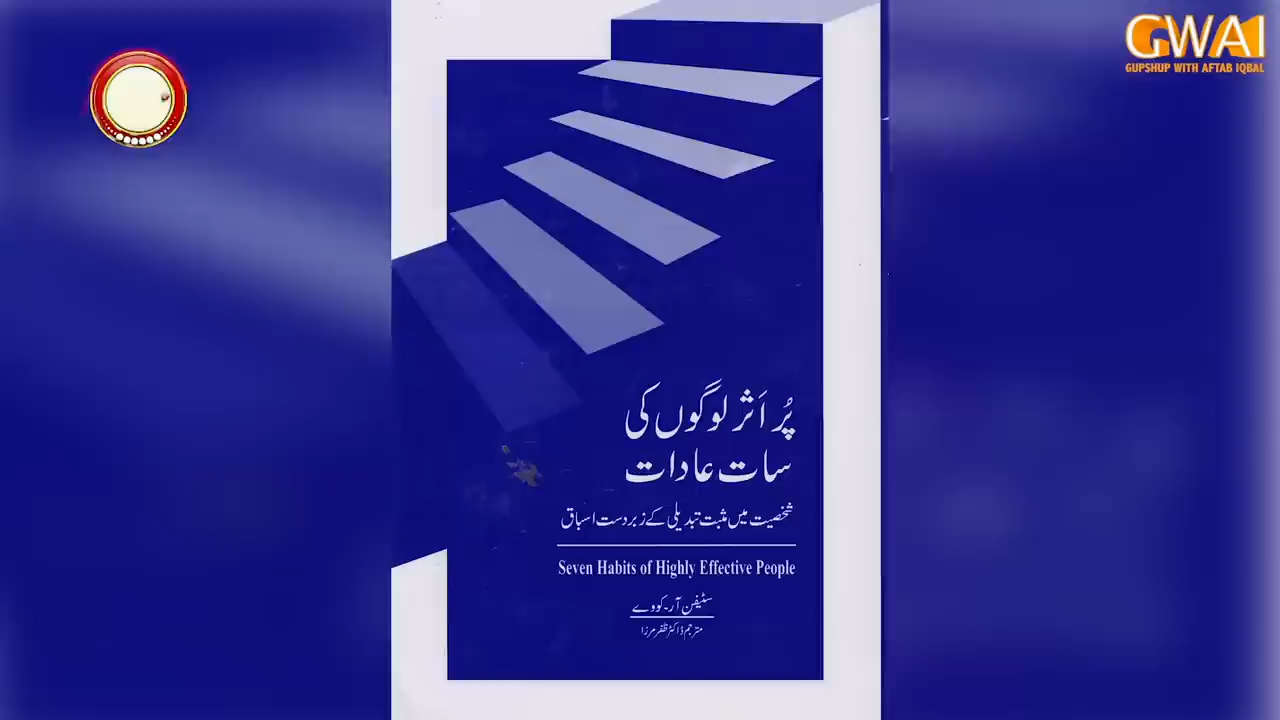 GWAI
GUPSHUP WITH AFTAB IQBAL
پُر اَثر لوگوں کی
سات عادات
شخصیت میں مثبت تبدیلی کے زبردست اسباق
Seven Habits of Highly Effective People
سٹیفن آر۔کووے
مترجم ڈاکٹر ظفر مرزا